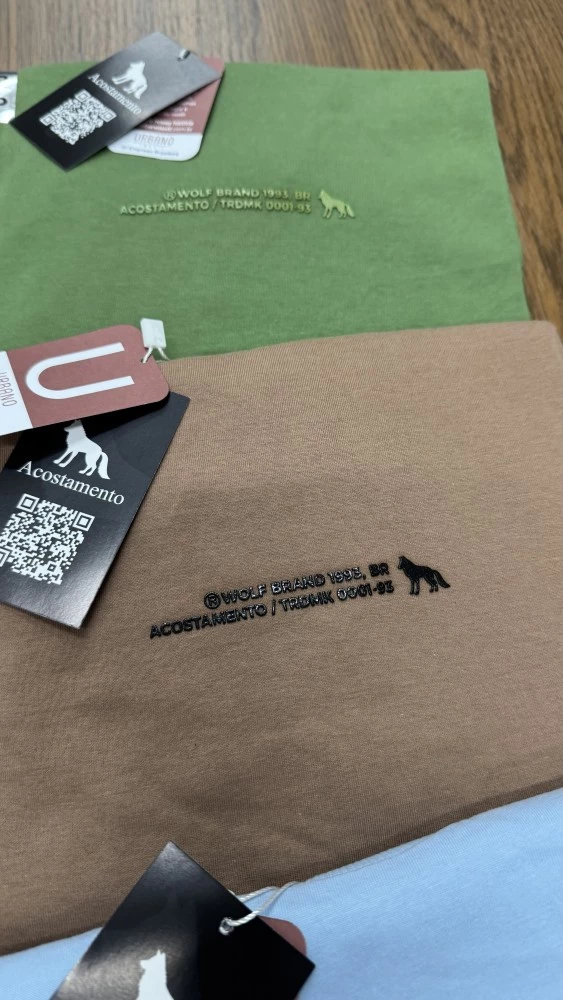 Acostamento
URBANO
®WOLF BRAND 1993, BR
ACOSTAMENTO / TRDMK 0001-93
U
URBANO
Acostamento
®WOLF BRAND 1993, BR
ACOSTAMENTO / TRDMK 0001-93